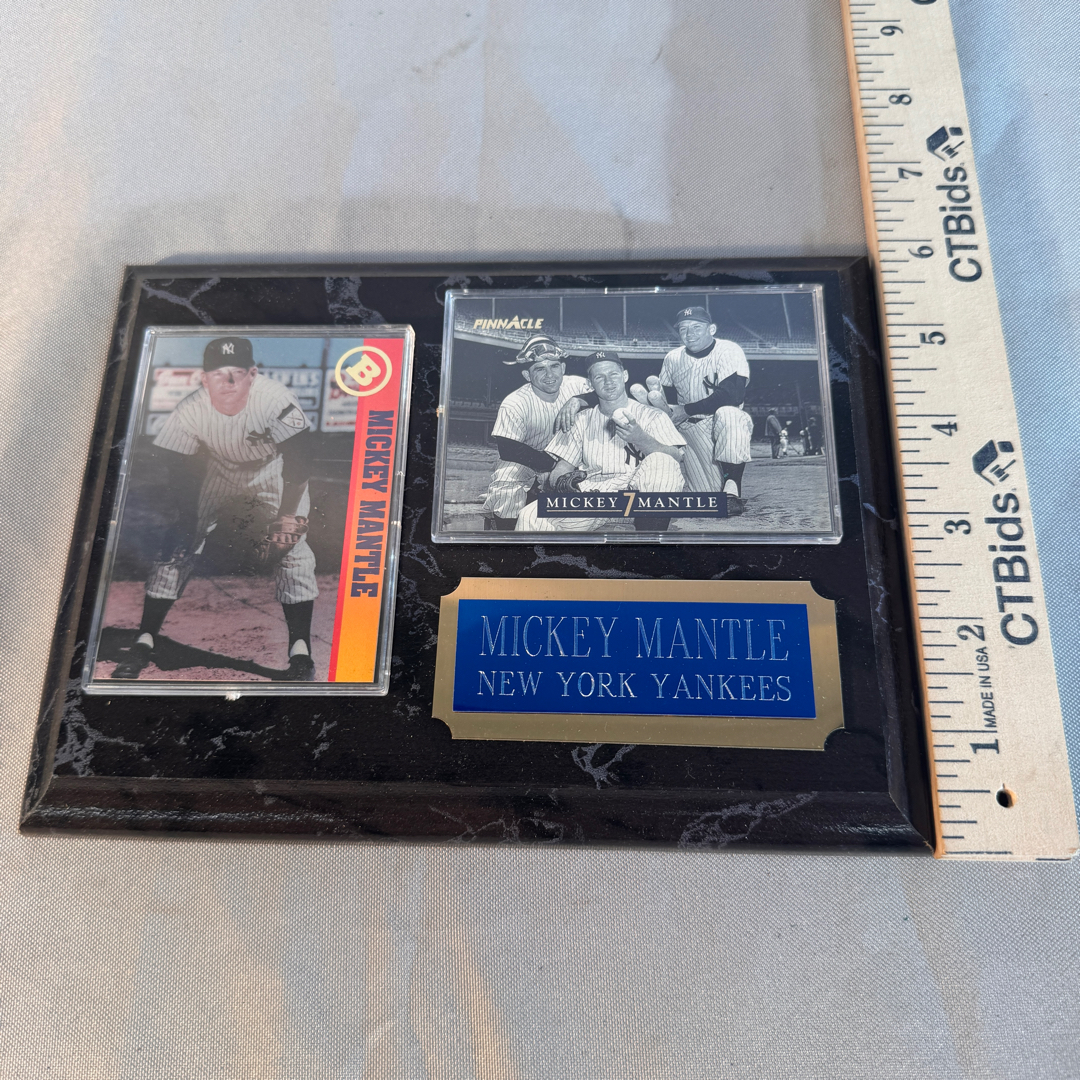 PINNACLE
NY
B
MICKEY MANTLE
MICKEY 7 MANTLE
MICKEY MANTLE
NEW YORK YANKEES
9
8
7
6
5
4
3
2
1
CTBids
CTBids
MADE IN USA